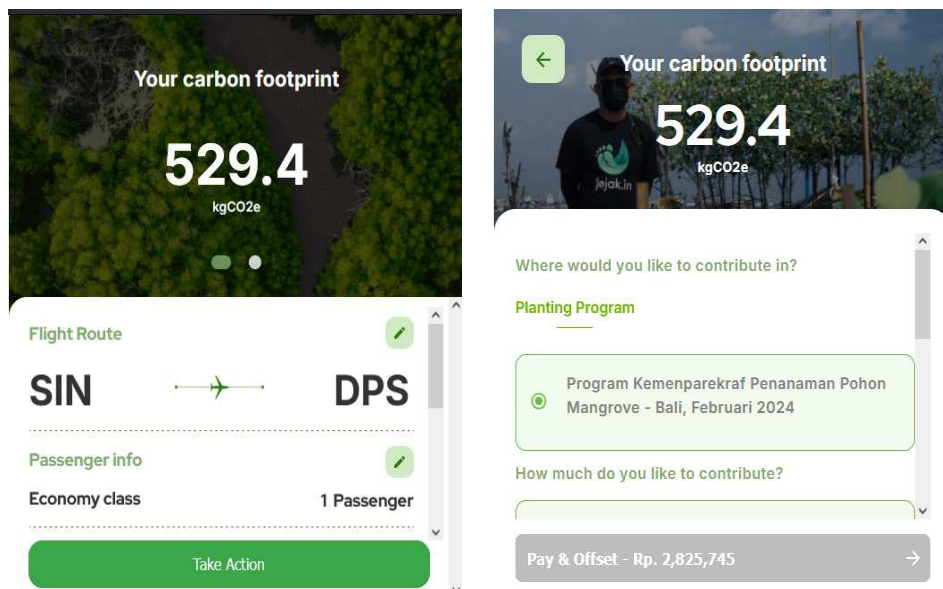 Your carbon footprint
529.4
kgCO2e
Flight Route
SIN
DPS
Passenger info
Economy class
1 Passenger
Take Action
Your carbon footprint
529.4
kgCO2e
jejak.in
Where would you like to contribute in?
Planting Program
Program Kemenparekraf Penanaman Pohon
Mangrove - Bali, Februari 2024
How much do you like to contribute?
Pay & Offset - Rp. 2,825,745